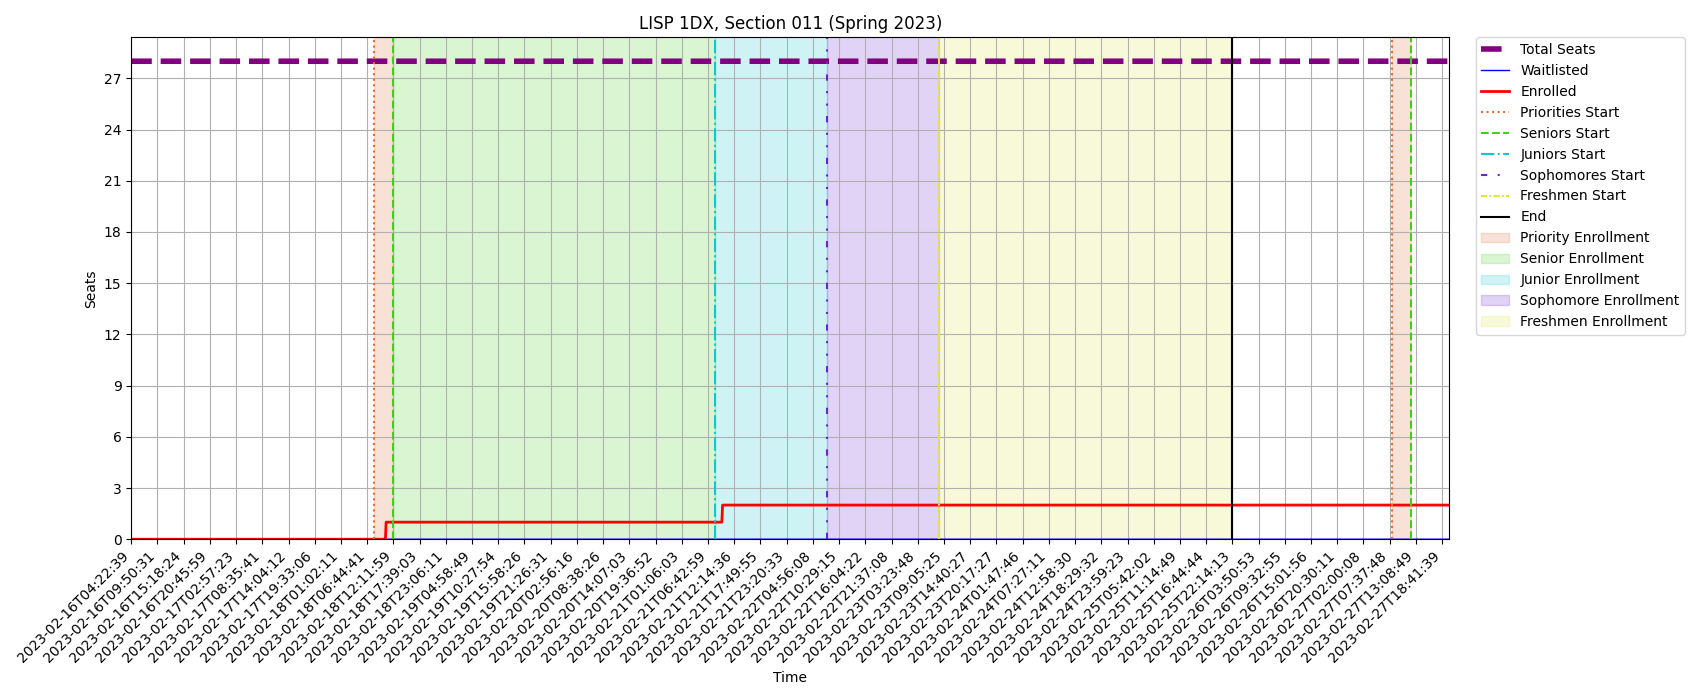 LISP 1DX, Section 011 (Spring 2023)
27
24
21
18
15
12
9
6
3
0
Seats
2023-02-16T04:22:39
2023-02-16T09:50:31
2023-02-16T15:18:24
2023-02-16T20:45:59
2023-02-17T02:57:23
2023-02-17T08:35:41
2023-02-17T14:04:12
2023-02-17T19:33:06
2023-02-18T01:02:11
2023-02-18T06:44:41
2023-02-18T12:11:59
2023-02-18T17:39:03
2023-02-18T23:06:15
2023-02-19T04:58:49
2023-02-19T10:27:54
2023-02-19T15:58:26
2023-02-19T21:26:31
2023-02-20T02:56:16
2023-02-20T08:38:26
2023-02-20T14:07:03
2023-02-20T19:36:52
2023-02-21T01:06:03
2023-02-21T06:42:59
2023-02-21T12:14:36
2023-02-21T17:49:55
2023-02-21T23:20:33
2023-02-22T04:56:08
2023-02-22T10:29:15
2023-02-22T16:04:22
2023-02-22T21:37:08
2023-02-23T03:23:48
2023-02-23T09:05:25
2023-02-23T14:40:27
2023-02-23T20:17:27
2023-02-24T01:47:46
2023-02-24T07:27:11
2023-02-24T12:58:30
2023-02-24T18:29:32
2023-02-24T23:59:23
2023-02-25T05:42:02
2023-02-25T11:14:49
2023-02-25T16:44:44
2023-02-25T22:14:13
2023-02-26T03:50:53
2023-02-26T09:32:55
2023-02-26T15:01:56
2023-02-26T20:30:11
2023-02-27T02:00:08
2023-02-27T07:37:48
2023-02-27T13:08:49
2023-02-27T18:41:39
Time
Total Seats
Waitlisted
Enrolled
Priorities Start
Seniors Start
Juniors Start
Sophomores Start
Freshmen Start
End
Priority Enrollment
Senior Enrollment
Junior Enrollment
Sophomore Enrollment
Freshmen Enrollment